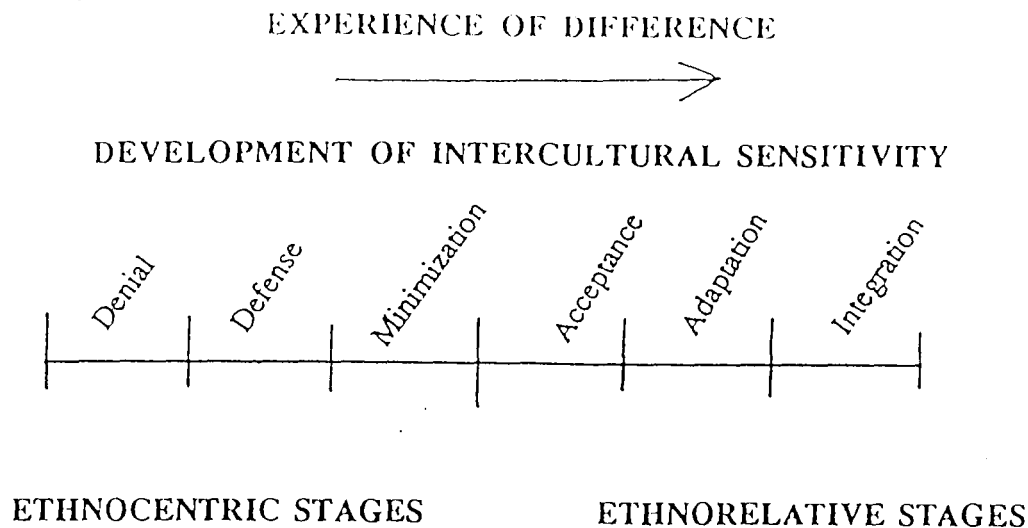 EXPERIENCE OF DIFFERENCE
DEVELOPMENT OF INTERCULTURAL SENSITIVITY
Denial
Defense
Minimization
Acceptance
Adaptation
Integration
ETHNOCENTRIC STAGES
ETHNORELATIVE STAGES